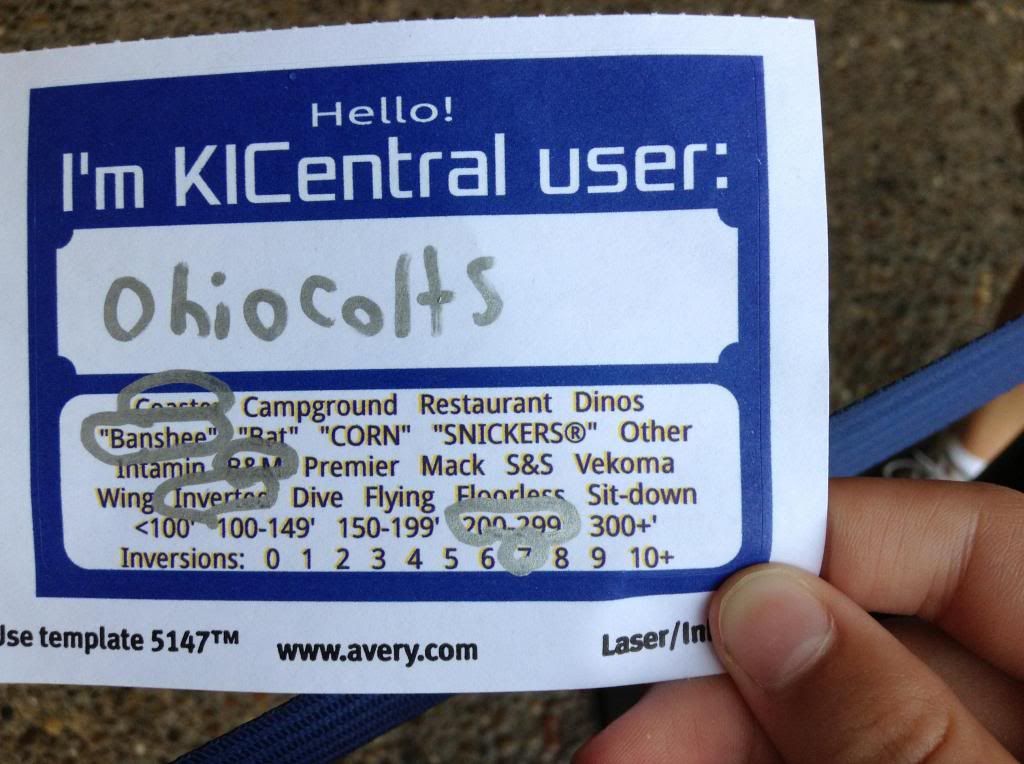 Hello!
I'm KICentral user:
Ohiocolts
Coaster Campground Restaurant Dinos
"Banshee" "Bat" "CORN" "SNICKERS®" Other
Intamin B&M Premier Mack S&S Vekoma
Wing Inverted Dive Flying Floorless Sit-down
<100' 100-149' 150-199' 200-299 300+'
Inversions: 0 1 2 3 4 5 6 7 8 9 10+
Use template 5147™ www.avery.com Laser/In